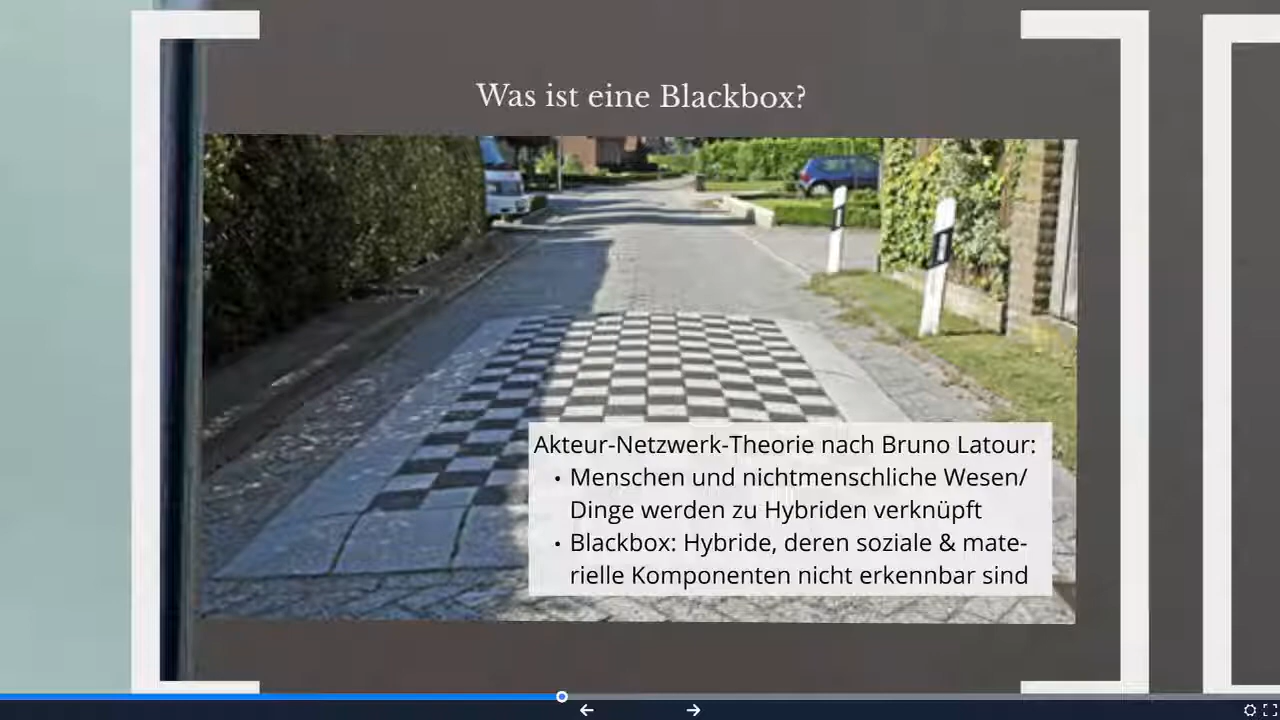 Was ist eine Blackbox?
Akteur-Netzwerk-Theorie nach Bruno Latour:
• Menschen und nichtmenschliche Wesen/
Dinge werden zu Hybriden verknüpft
• Blackbox: Hybride, deren soziale & mate-
rielle Komponenten nicht erkennbar sind